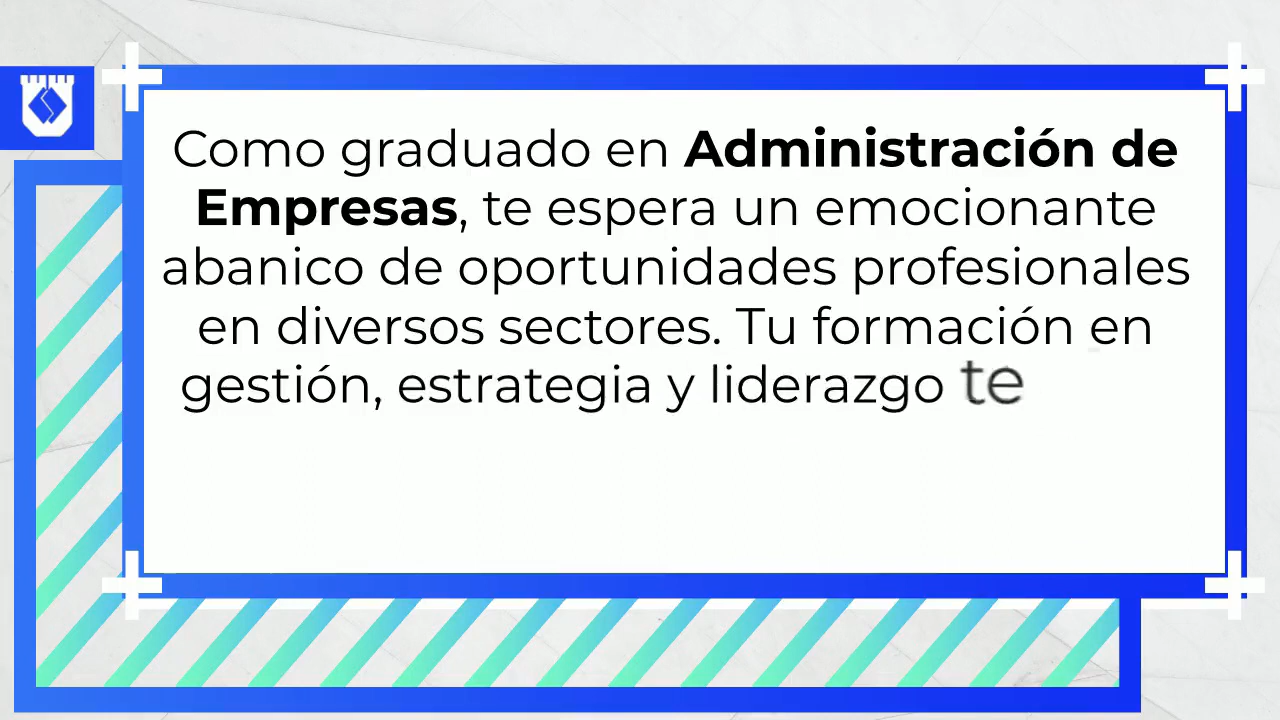 Como graduado en Administración de
Empresas, te espera un emocionante
abanico de oportunidades profesionales
en diversos sectores. Tu formación en
gestión, estrategia y liderazgo te